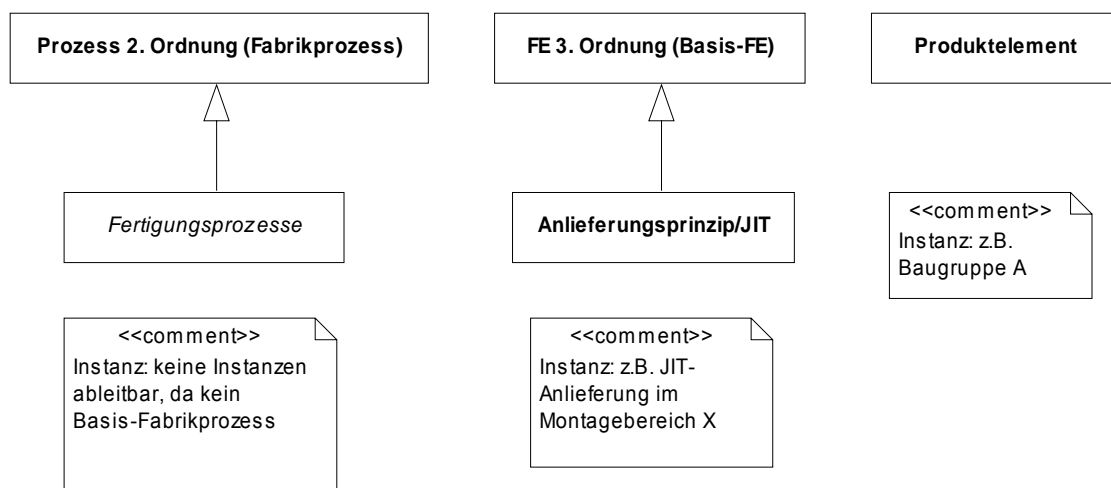 Prozess 2. Ordnung (Fabrikprozess)
FE 3. Ordnung (Basis-FE)
Produktelement
Fertigungsprozesse
Anlieferungsprinzip/JIT
<<comment>>
Instanz: z.B.
Baugruppe A
<<comment>>
Instanz: keine Instanzen
ableitbar, da kein
Basis-Fabrikprozess
<<comment>>
Instanz: z.B. JIT-
Anlieferung im
Montagebereich X